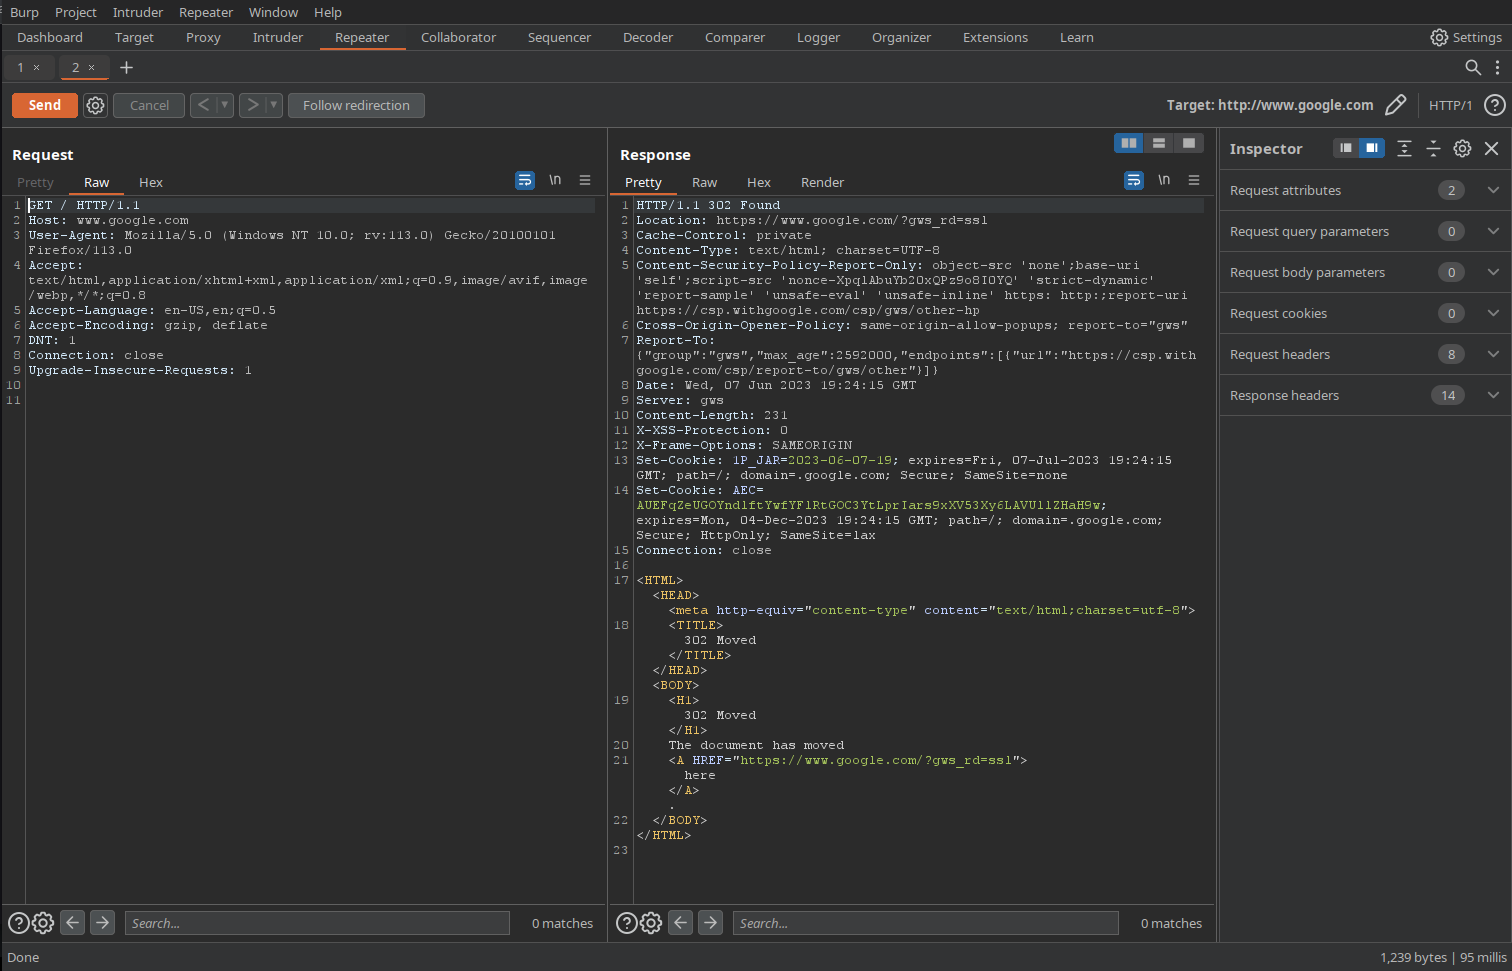 Burp Project Intruder Repeater Window Help
Dashboard Target Proxy Intruder Repeater Collaborator Sequencer Decoder Comparer Logger Organizer Extensions Learn Settings
1 × 2 × +
Send Cancel < > Follow redirection Target: http://www.google.com HTTP/1 ?
Request
Pretty Raw Hex \n
1 GET / HTTP/1.1
2 Host: www.google.com
3 User-Agent: Mozilla/5.0 (Windows NT 10.0; rv:113.0) Gecko/20100101
Firefox/113.0
4 Accept:
text/html,application/xhtml+xml,application/xml;q=0.9,image/avif,image
/webp,*/*;q=0.8
5 Accept-Language: en-US,en;q=0.5
6 Accept-Encoding: gzip, deflate
7 DNT: 1
8 Connection: close
9 Upgrade-Insecure-Requests: 1
10
11
? Search... 0 matches
Response
Pretty Raw Hex Render \n
1 HTTP/1.1 302 Found
2 Location: https://www.google.com/?gws_rd=ssl
3 Cache-Control: private
4 Content-Type: text/html; charset=UTF-8
5 Content-Security-Policy-Report-Only: object-src 'none';base-uri
'self';script-src 'nonce-XpqlAbuYb20xQPz9o8I0YQ' 'strict-dynamic'
'report-sample' 'unsafe-eval' 'unsafe-inline' https: http:;report-uri
https://csp.withgoogle.com/csp/gws/other-hp
6 Cross-Origin-Opener-Policy: same-origin-allow-popups; report-to="gws"
7 Report-To:
{"group":"gws","max_age":2592000,"endpoints":[{"url":"https://csp.with
google.com/csp/report-to/gws/other"}]}
8 Date: Wed, 07 Jun 2023 19:24:15 GMT
9 Server: gws
10 Content-Length: 231
11 X-XSS-Protection: 0
12 X-Frame-Options: SAMEORIGIN
13 Set-Cookie: 1P_JAR=2023-06-07-19; expires=Fri, 07-Jul-2023 19:24:15
GMT; path=/; domain=.google.com; Secure; SameSite=none
14 Set-Cookie: AEC=
AUEFqZeUGOYndlftYwfYFlRtGOC3YtLprIars9xXV53Xy6LAVUllZHaH9w;
expires=Mon, 04-Dec-2023 19:24:15 GMT; path=/; domain=.google.com;
Secure; HttpOnly; SameSite=lax
15 Connection: close
16
17 <HTML>
<HEAD>
<meta http-equiv="content-type" content="text/html;charset=utf-8">
18 <TITLE>
302 Moved
</TITLE>
</HEAD>
<BODY>
19 <H1>
302 Moved
</H1>
20 The document has moved
21 <A HREF="https://www.google.com/?gws_rd=ssl">
here
</A>
.
22 </BODY>
</HTML>
23
? Search... 0 matches
Inspector
Request attributes 2
Request query parameters 0
Request body parameters 0
Request cookies 0
Request headers 8
Response headers 14
Done 1,239 bytes | 95 millis